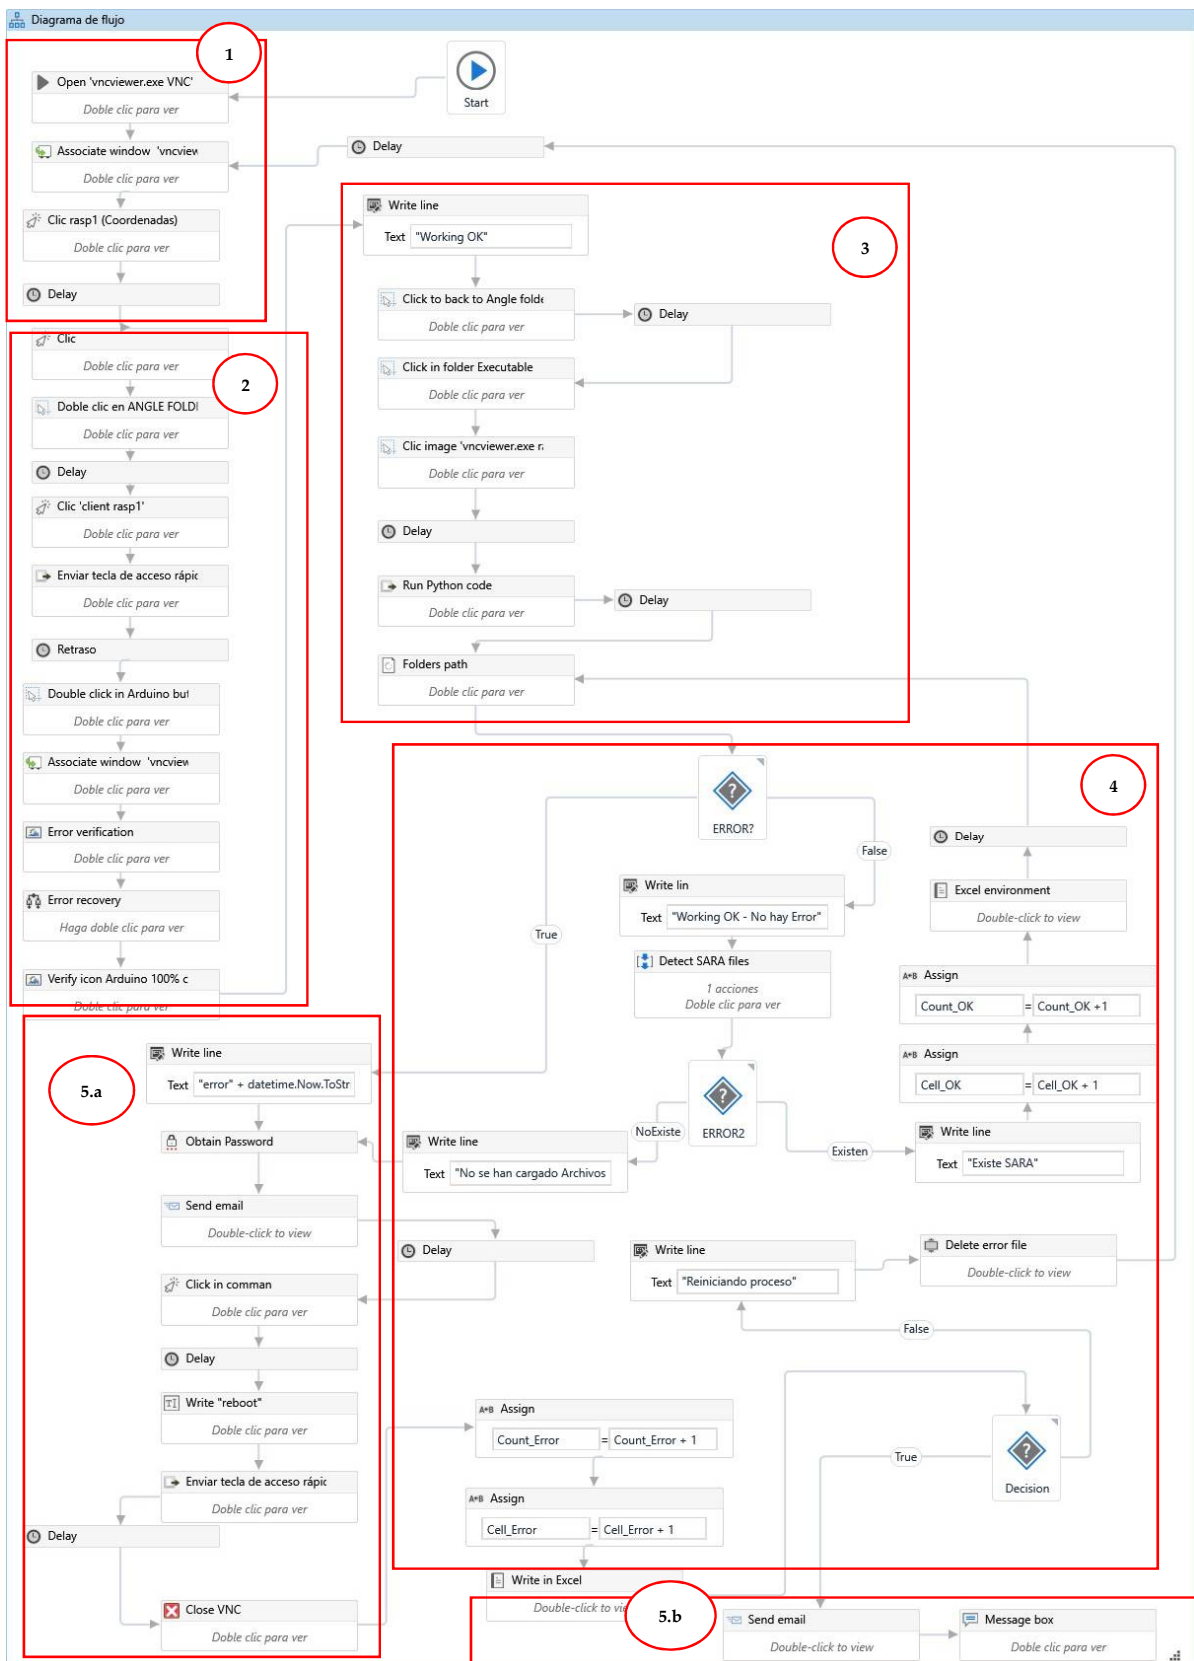 Diagrama de flujo
1
Start
Open 'vncviewer.exe VNC'
Doble clic para ver
Associate window 'vncview
Doble clic para ver
Clic rasp1 (Coordenadas)
Doble clic para ver
Delay
Delay
2
Clic
Doble clic para ver
Doble clic en ANGLE FOLDI
Doble clic para ver
Delay
Clic 'client rasp1'
Doble clic para ver
Enviar tecla de acceso rápic
Doble clic para ver
Retraso
Double click in Arduino but
Doble clic para ver
Associate window 'vncview
Doble clic para ver
Error verification
Doble clic para ver
Error recovery
Haga doble clic para ver
Verify icon Arduino 100% c
Doble clic para ver
3
Write line
Text "Working OK"
Click to back to Angle folde
Doble clic para ver
Delay
Click in folder Executable
Doble clic para ver
Clic image 'vncviewer.exe ra
Doble clic para ver
Delay
Run Python code
Doble clic para ver
Delay
Folders path
Doble clic para ver
4
ERROR?
False
True
Write lin
Text "Working OK - No hay Error"
Detect SARA files
1 acciones
Doble clic para ver
ERROR2
NoExiste
Existen
Write line
Text "No se han cargado Archivos
Write line
Text "Existe SARA"
A+B Assign
Cell_OK = Cell_OK + 1
A+B Assign
Count_OK = Count_OK +1
Excel environment
Double-click to view
Delay
5.a
Write line
Text "error" + datetime.Now.ToStr
Obtain Password
Send email
Double-click to view
Delay
Click in comman
Doble clic para ver
Delay
Write "reboot"
Doble clic para ver
Enviar tecla de acceso rápic
Doble clic para ver
Delay
Close VNC
Doble clic para ver
A+B Assign
Count_Error = Count_Error + 1
A+B Assign
Cell_Error = Cell_Error + 1
Write in Excel
Double-click to vie
Decision
False
True
Write line
Text "Reiniciando proceso"
Delete error file
Double-click to view
5.b
Send email
Double-click to view
Message box
Doble clic para ver